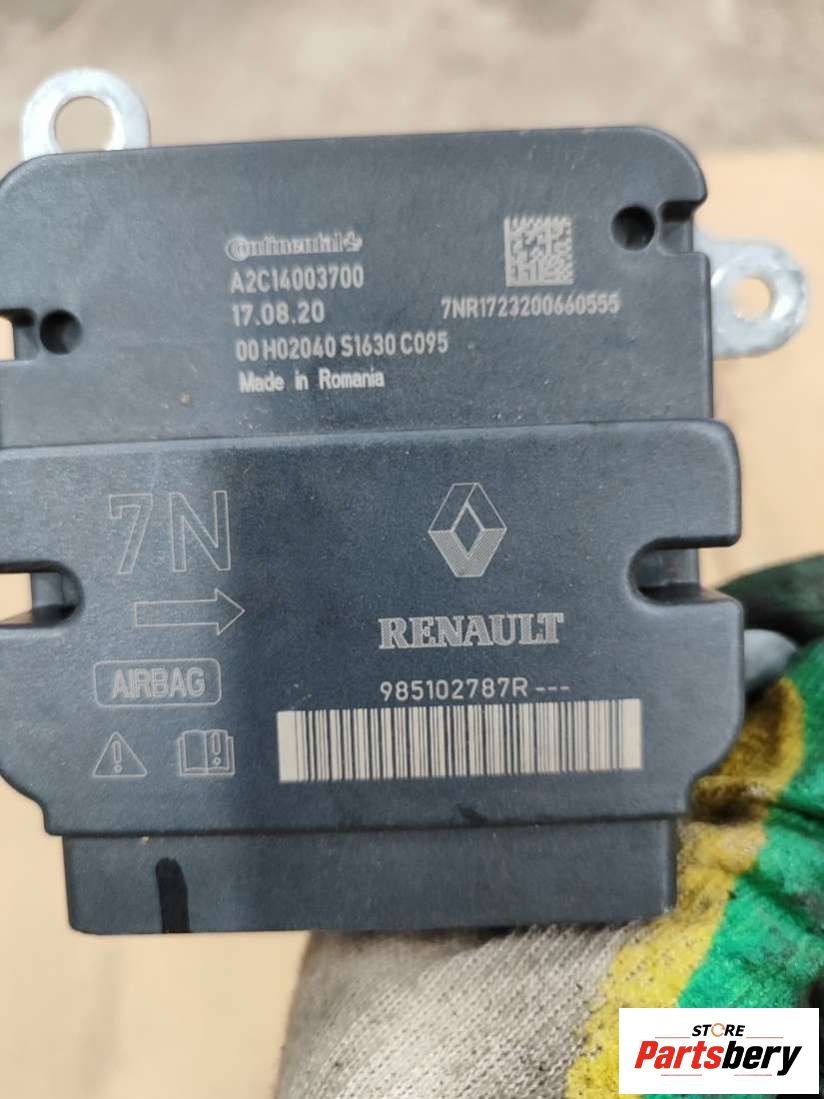 Continental
A2C14003700
17.08.20
7NR1723200660555
00 H02040 S1630 C095
Made in Romania
7N
RENAULT
AIRBAG
985102787R---
STORE
Partsbery